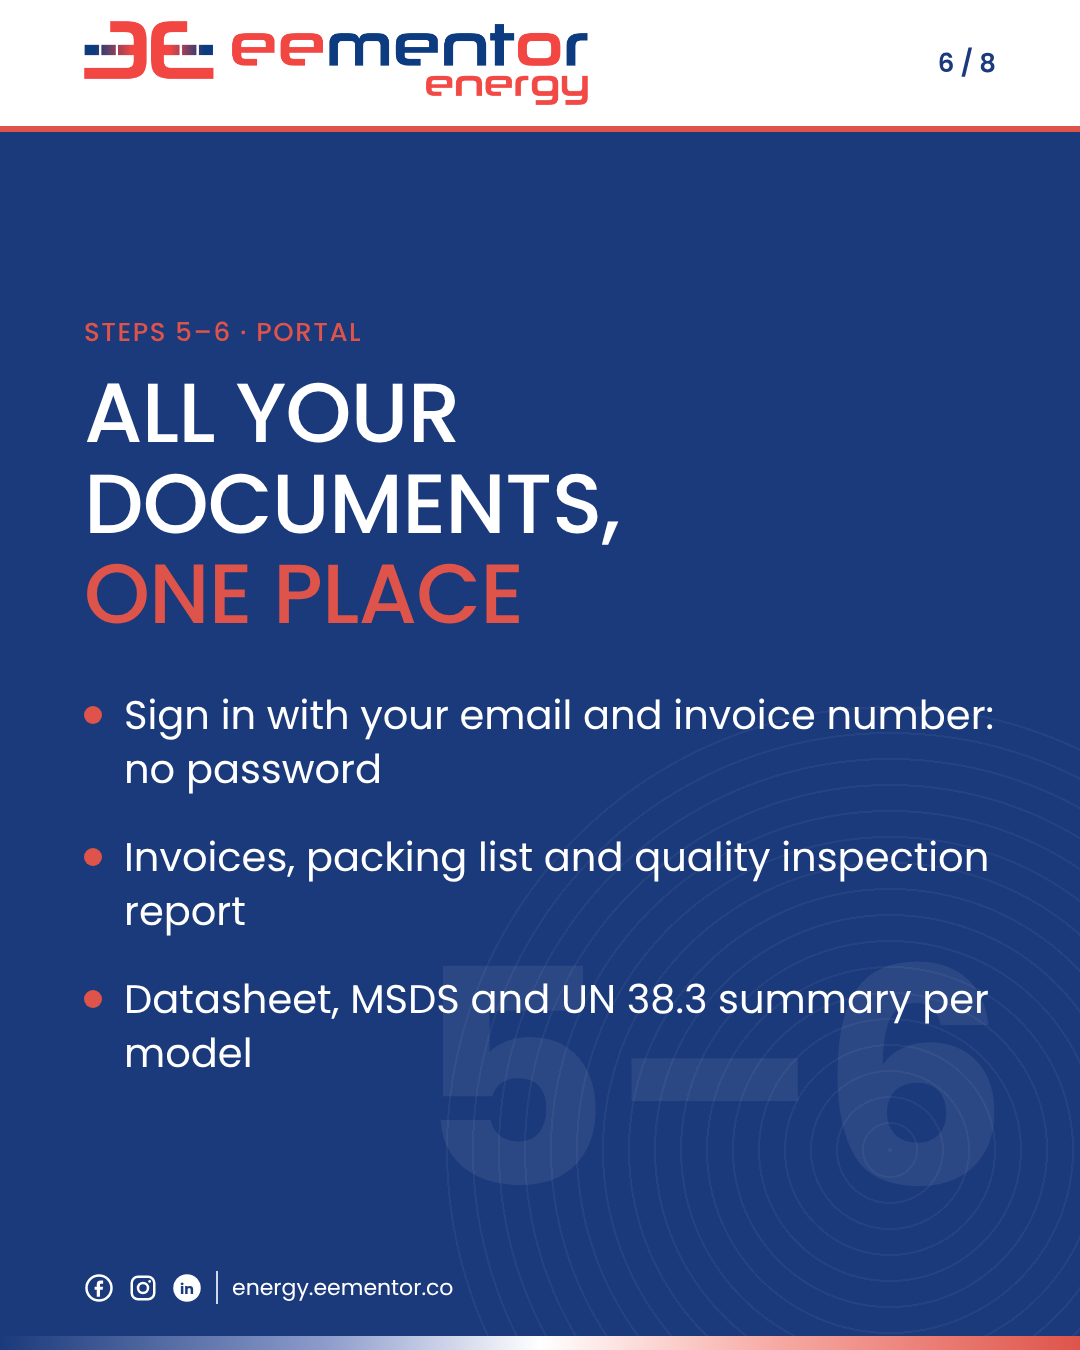 eementor
energy
6 / 8
STEPS 5–6 · PORTAL
ALL YOUR
DOCUMENTS,
ONE PLACE
Sign in with your email and invoice number:
no password
Invoices, packing list and quality inspection
report
Datasheet, MSDS and UN 38.3 summary per
model
5–6
energy.eementor.co